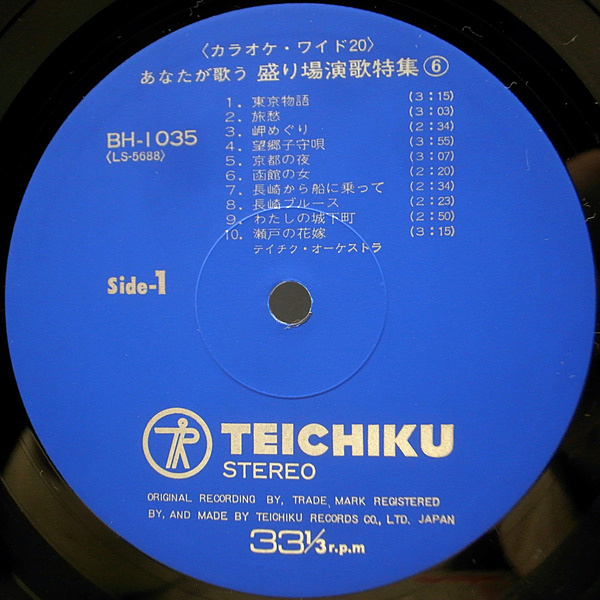 〈カラオケ・ワイド20〉
あなたが歌う 盛り場演歌特集⑥
BH-1035
〈LS-5688〉
1. 東京物語 (3:15)
2. 旅愁 (3:03)
3. 岬めぐり (2:34)
4. 望郷子守唄 (3:55)
5. 京都の夜 (3:07)
6. 函館の女 (2:20)
7. 長崎から船に乗って (2:34)
8. 長崎ブルース (2:23)
9. わたしの城下町 (2:50)
10. 瀬戸の花嫁 (3:15)
テイチク・オーケストラ
Side-1
TEICHIKU
STEREO
ORIGINAL RECORDING BY, TRADE MARK REGISTERED
BY, AND MADE BY TEICHIKU RECORDS CO., LTD. JAPAN
33⅓r.p.m